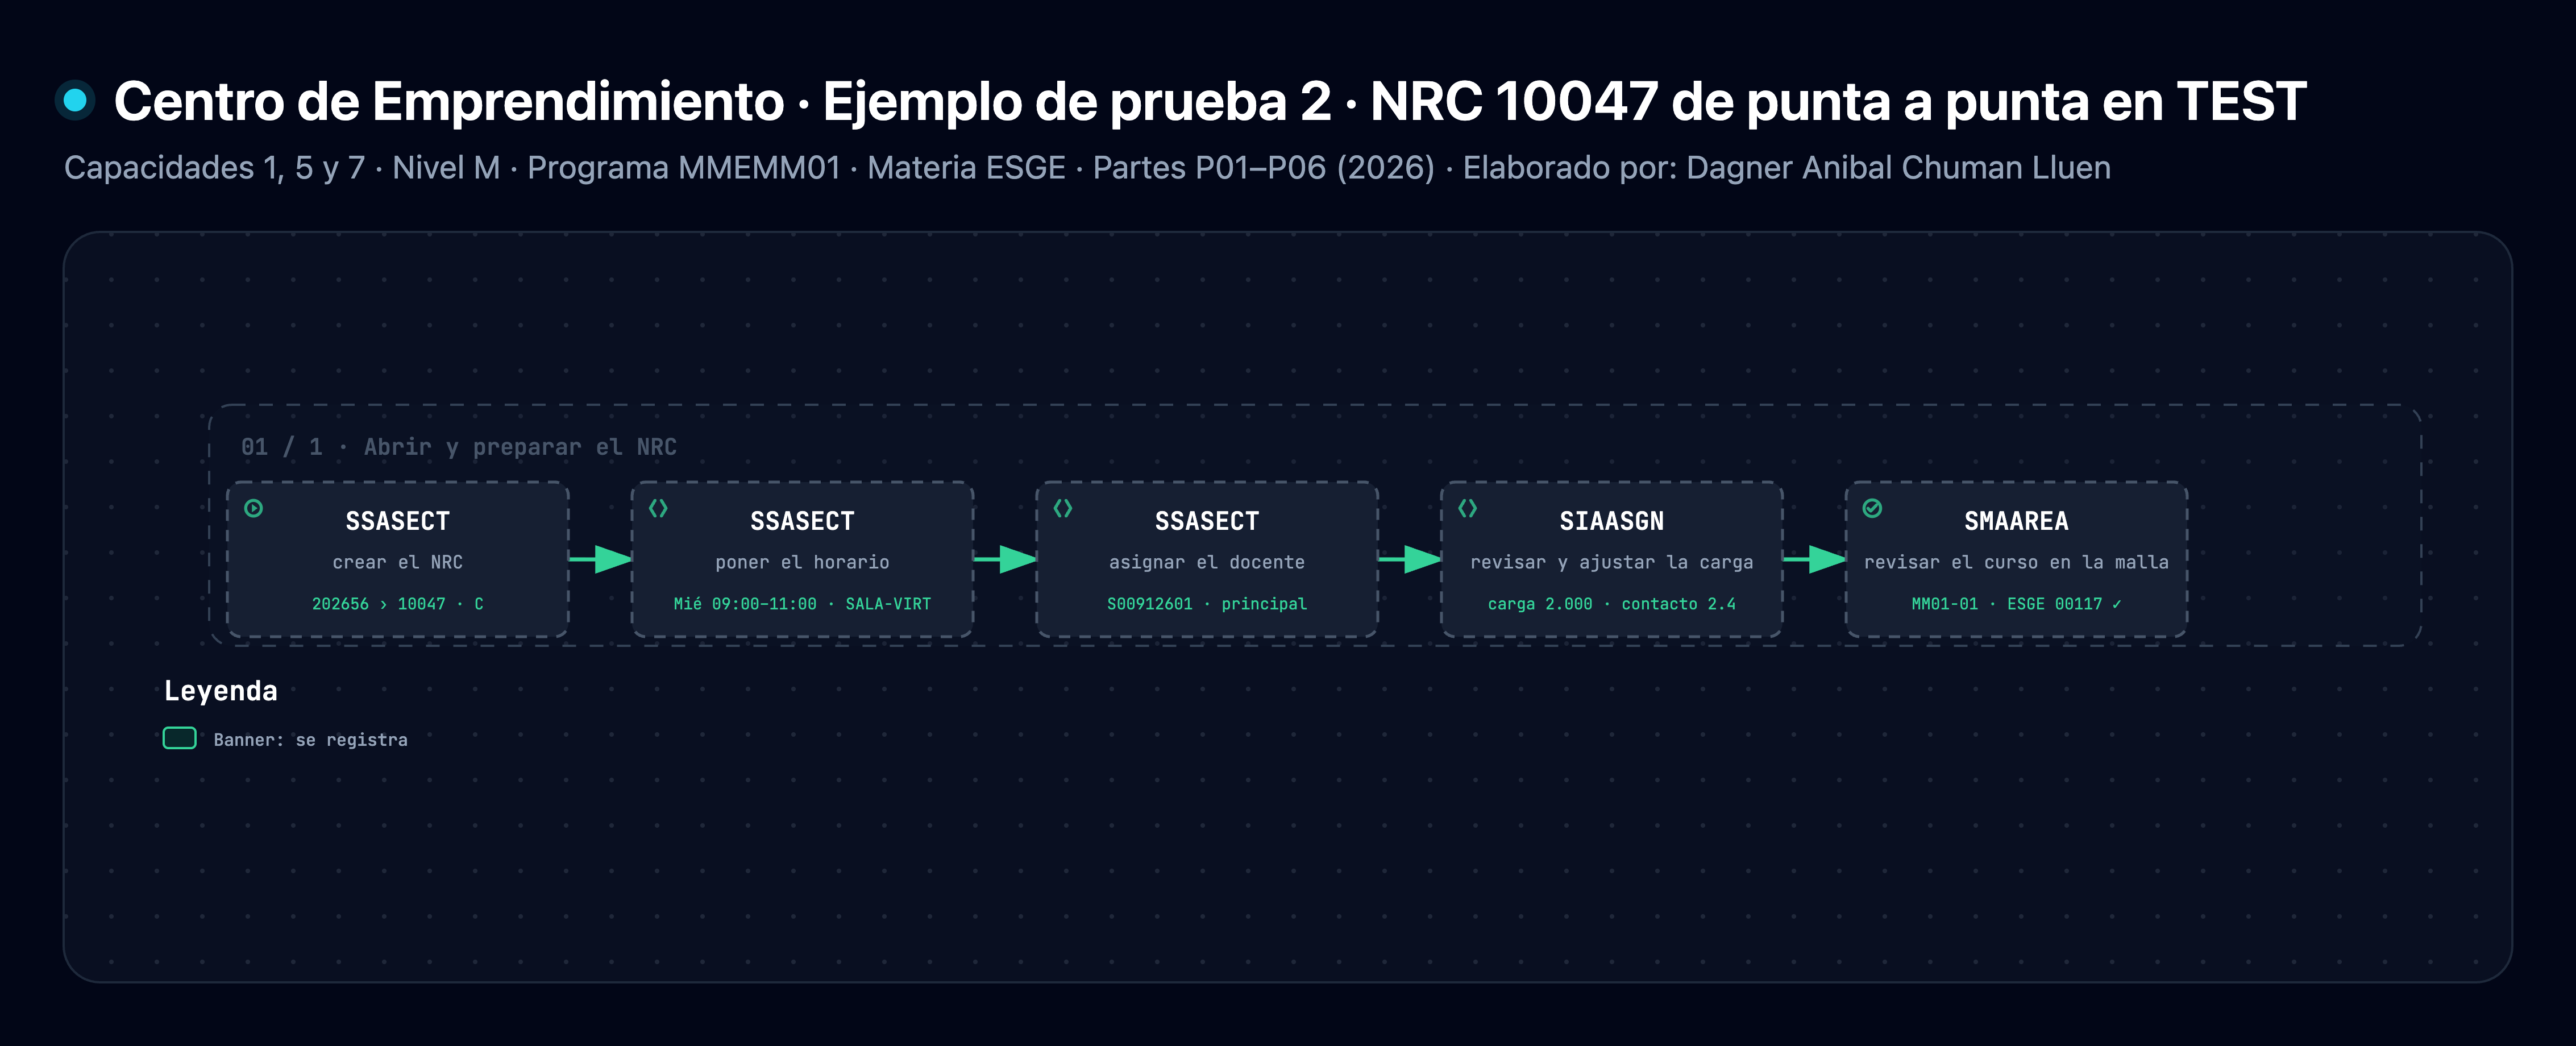 Centro de Emprendimiento · Ejemplo de prueba 2 · NRC 10047 de punta a punta en TEST
Capacidades 1, 5 y 7 · Nivel M · Programa MMEMM01 · Materia ESGE · Partes P01–P06 (2026) · Elaborado por: Dagner Anibal Chuman Lluen
01 / 1 · Abrir y preparar el NRC
SSASECT
crear el NRC
202656 › 10047 · C
SSASECT
poner el horario
Mié 09:00–11:00 · SALA-VIRT
SSASECT
asignar el docente
S00912601 · principal
SIAASGN
revisar y ajustar la carga
carga 2.000 · contacto 2.4
SMAAREA
revisar el curso en la malla
MM01-01 · ESGE 00117 ✓
Leyenda
Banner: se registra